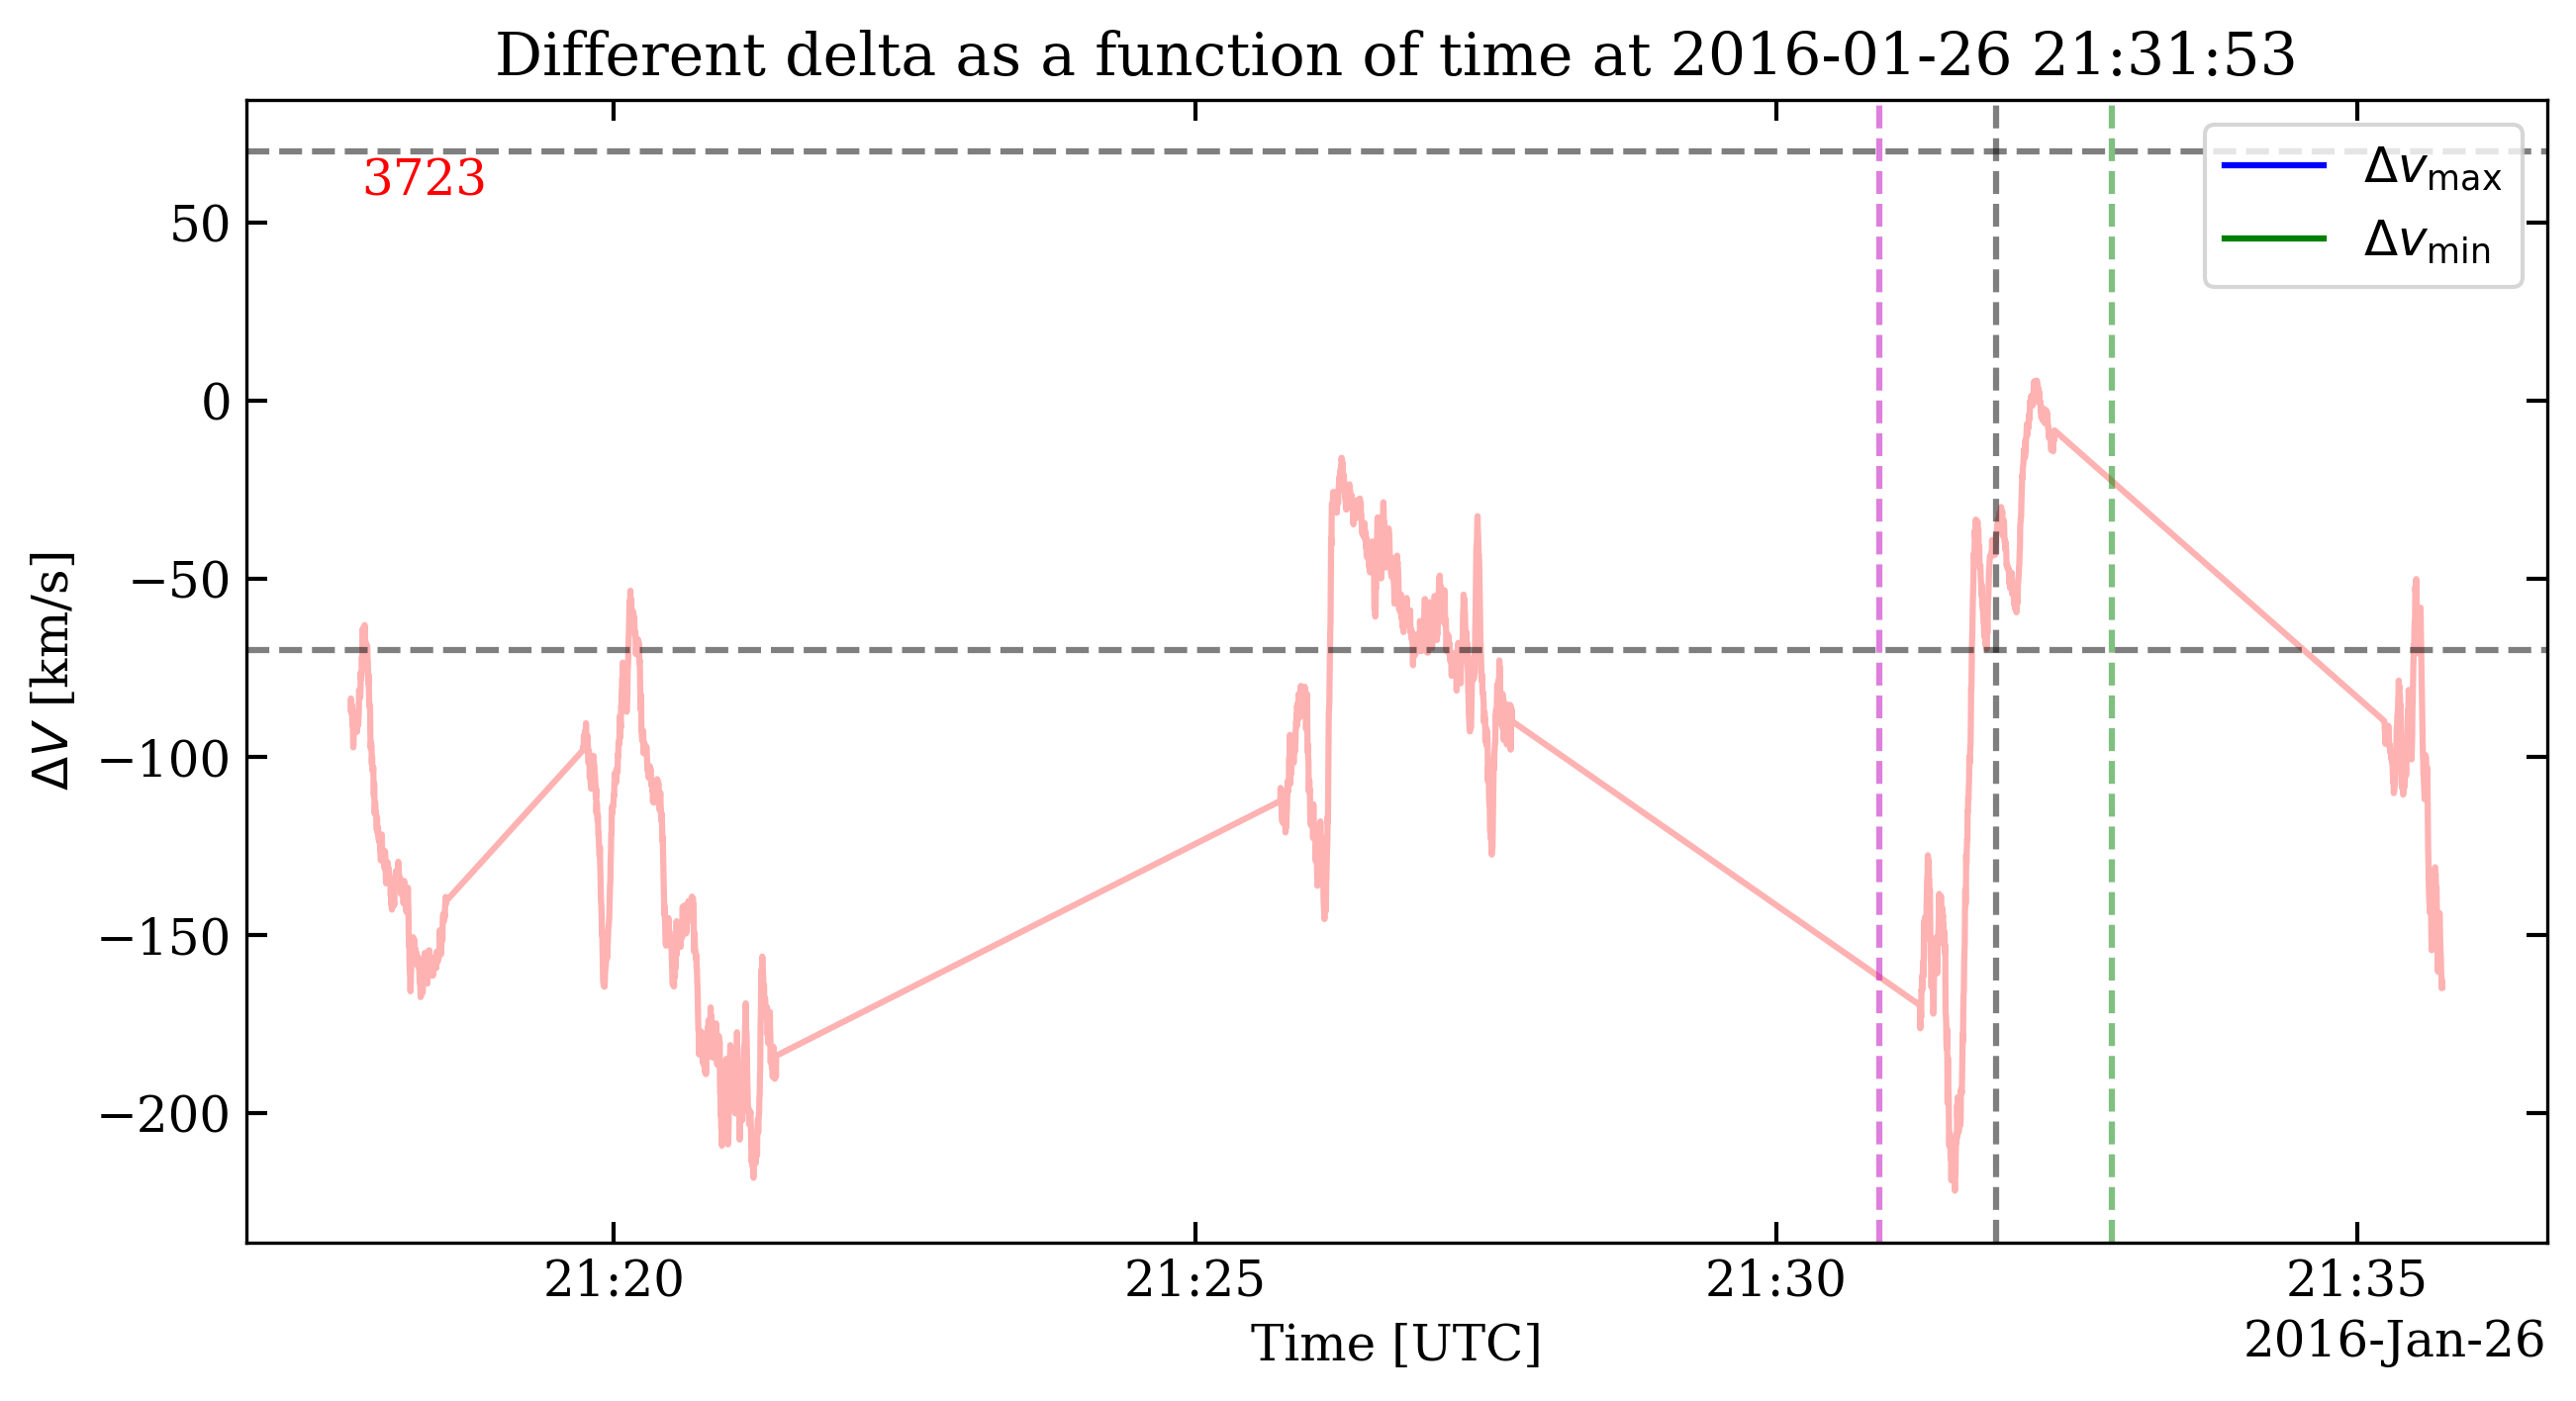 Different delta as a function of time at 2016-01-26 21:31:53
3723
Δv_max
Δv_min
50
0
−50
−100
−150
−200
ΔV [km/s]
21:20
21:25
21:30
21:35
Time [UTC]
2016-Jan-26